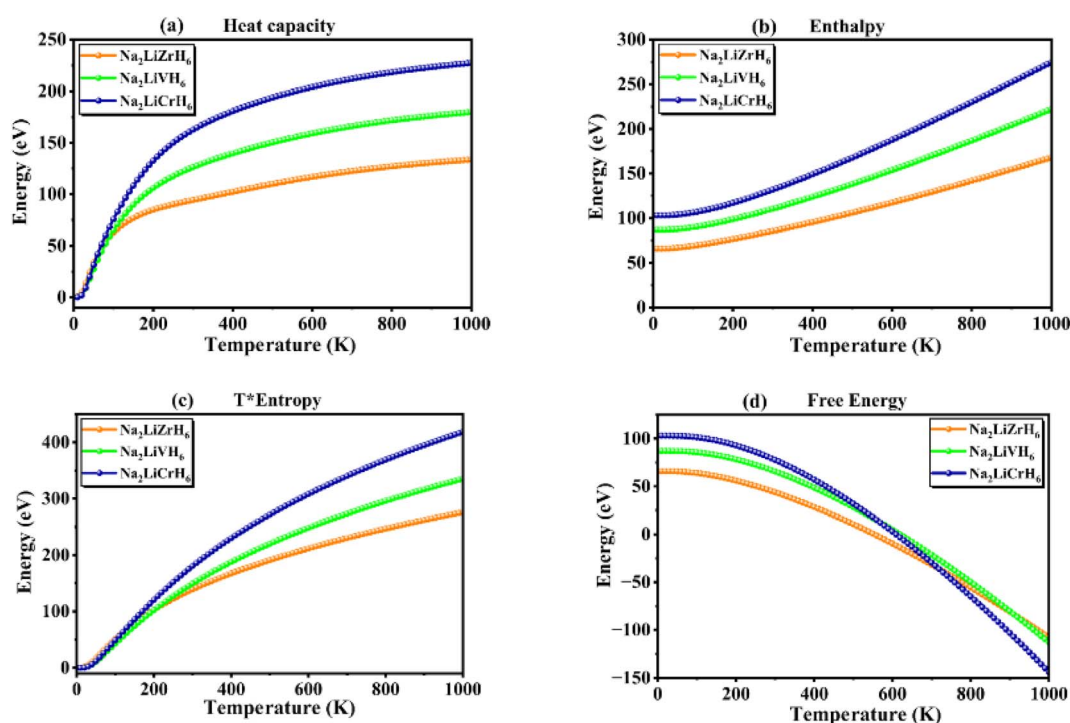 (a) Heat capacity
Energy (eV)
250
200
150
100
50
0
Na₂LiZrH₆
Na₂LiVH₆
Na₂LiCrH₆
0 200 400 600 800 1000
Temperature (K)
(b) Enthalpy
Energy (eV)
300
250
200
150
100
50
0
Na₂LiZrH₆
Na₂LiVH₆
Na₂LiCrH₆
0 200 400 600 800 1000
Temperature (K)
(c) T*Entropy
Energy (eV)
400
300
200
100
0
Na₂LiZrH₆
Na₂LiVH₆
Na₂LiCrH₆
0 200 400 600 800 1000
Temperature (K)
(d) Free Energy
Energy (eV)
100
50
0
−50
−100
−150
Na₂LiZrH₆
Na₂LiVH₆
Na₂LiCrH₆
0 200 400 600 800 1000
Temperature (K)